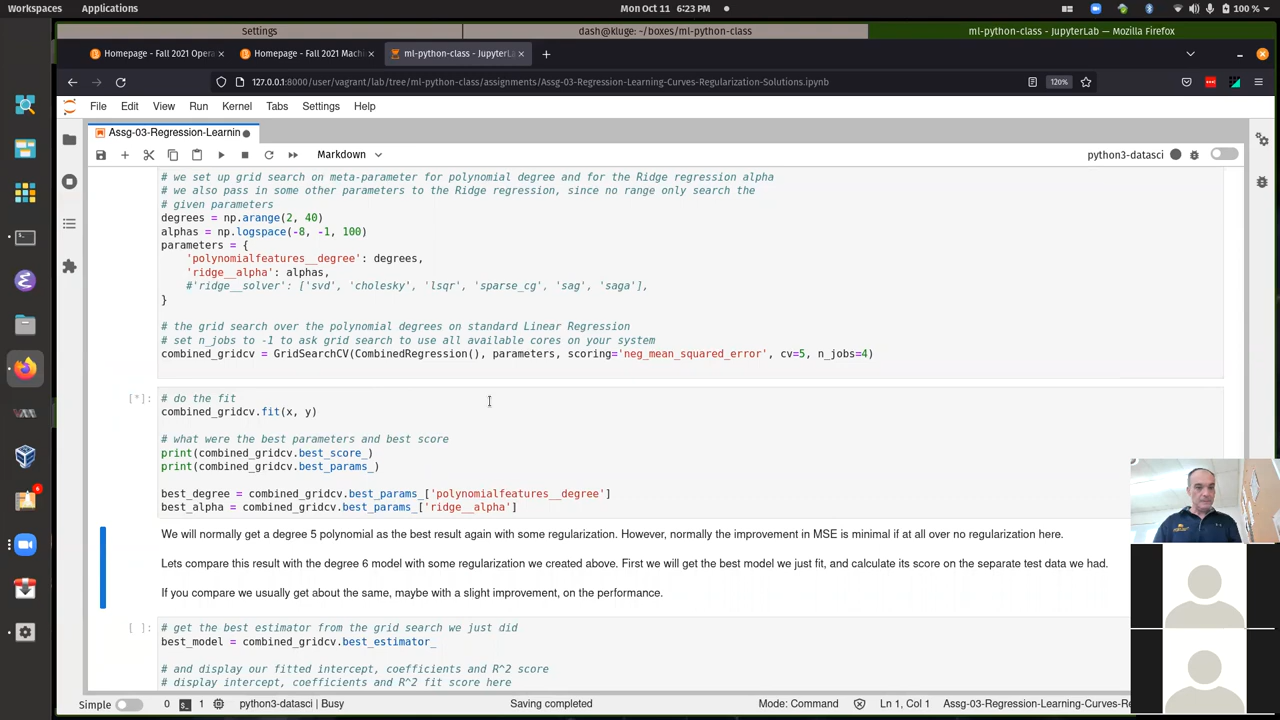 Workspaces Applications Mon Oct 11 6:23 PM 100 %
Settings dash@kluge: ~/boxes/ml-python-class ml-python-class - JupyterLab — Mozilla Firefox
Homepage - Fall 2021 Opera Homepage - Fall 2021 Machi ml-python-class - JupyterLab
127.0.0.1:8000/user/vagrant/lab/tree/ml-python-class/assignments/Assg-03-Regression-Learning-Curves-Regularization-Solutions.ipynb 120%
File Edit View Run Kernel Tabs Settings Help
Assg-03-Regression-Learnin
Markdown python3-datasci
# we set up grid search on meta-parameter for polynomial degree and for the Ridge regression alpha
# we also pass in some other parameters to the Ridge regression, since no range only search the
# given parameters
degrees = np.arange(2, 40)
alphas = np.logspace(-8, -1, 100)
parameters = {
'polynomialfeatures__degree': degrees,
'ridge__alpha': alphas,
#'ridge__solver': ['svd', 'cholesky', 'lsqr', 'sparse_cg', 'sag', 'saga'],
}
# the grid search over the polynomial degrees on standard Linear Regression
# set n_jobs to -1 to ask grid search to use all available cores on your system
combined_gridcv = GridSearchCV(CombinedRegression(), parameters, scoring='neg_mean_squared_error', cv=5, n_jobs=4)
[*]: # do the fit
combined_gridcv.fit(x, y)
# what were the best parameters and best score
print(combined_gridcv.best_score_)
print(combined_gridcv.best_params_)
best_degree = combined_gridcv.best_params_['polynomialfeatures__degree']
best_alpha = combined_gridcv.best_params_['ridge__alpha']
We will normally get a degree 5 polynomial as the best result again with some regularization. However, normally the improvement in MSE is minimal if at all over no regularization here.
Lets compare this result with the degree 6 model with some regularization we created above. First we will get the best model we just fit, and calculate its score on the separate test data we had.
If you compare we usually get about the same, maybe with a slight improvement, on the performance.
[ ]: # get the best estimator from the grid search we just did
best_model = combined_gridcv.best_estimator_
# and display our fitted intercept, coefficients and R^2 score
# display intercept, coefficients and R^2 fit score here
Simple 0 1 python3-datasci | Busy Saving completed Mode: Command Ln 1, Col 1 Assg-03-Regression-Learning-Curves-Re